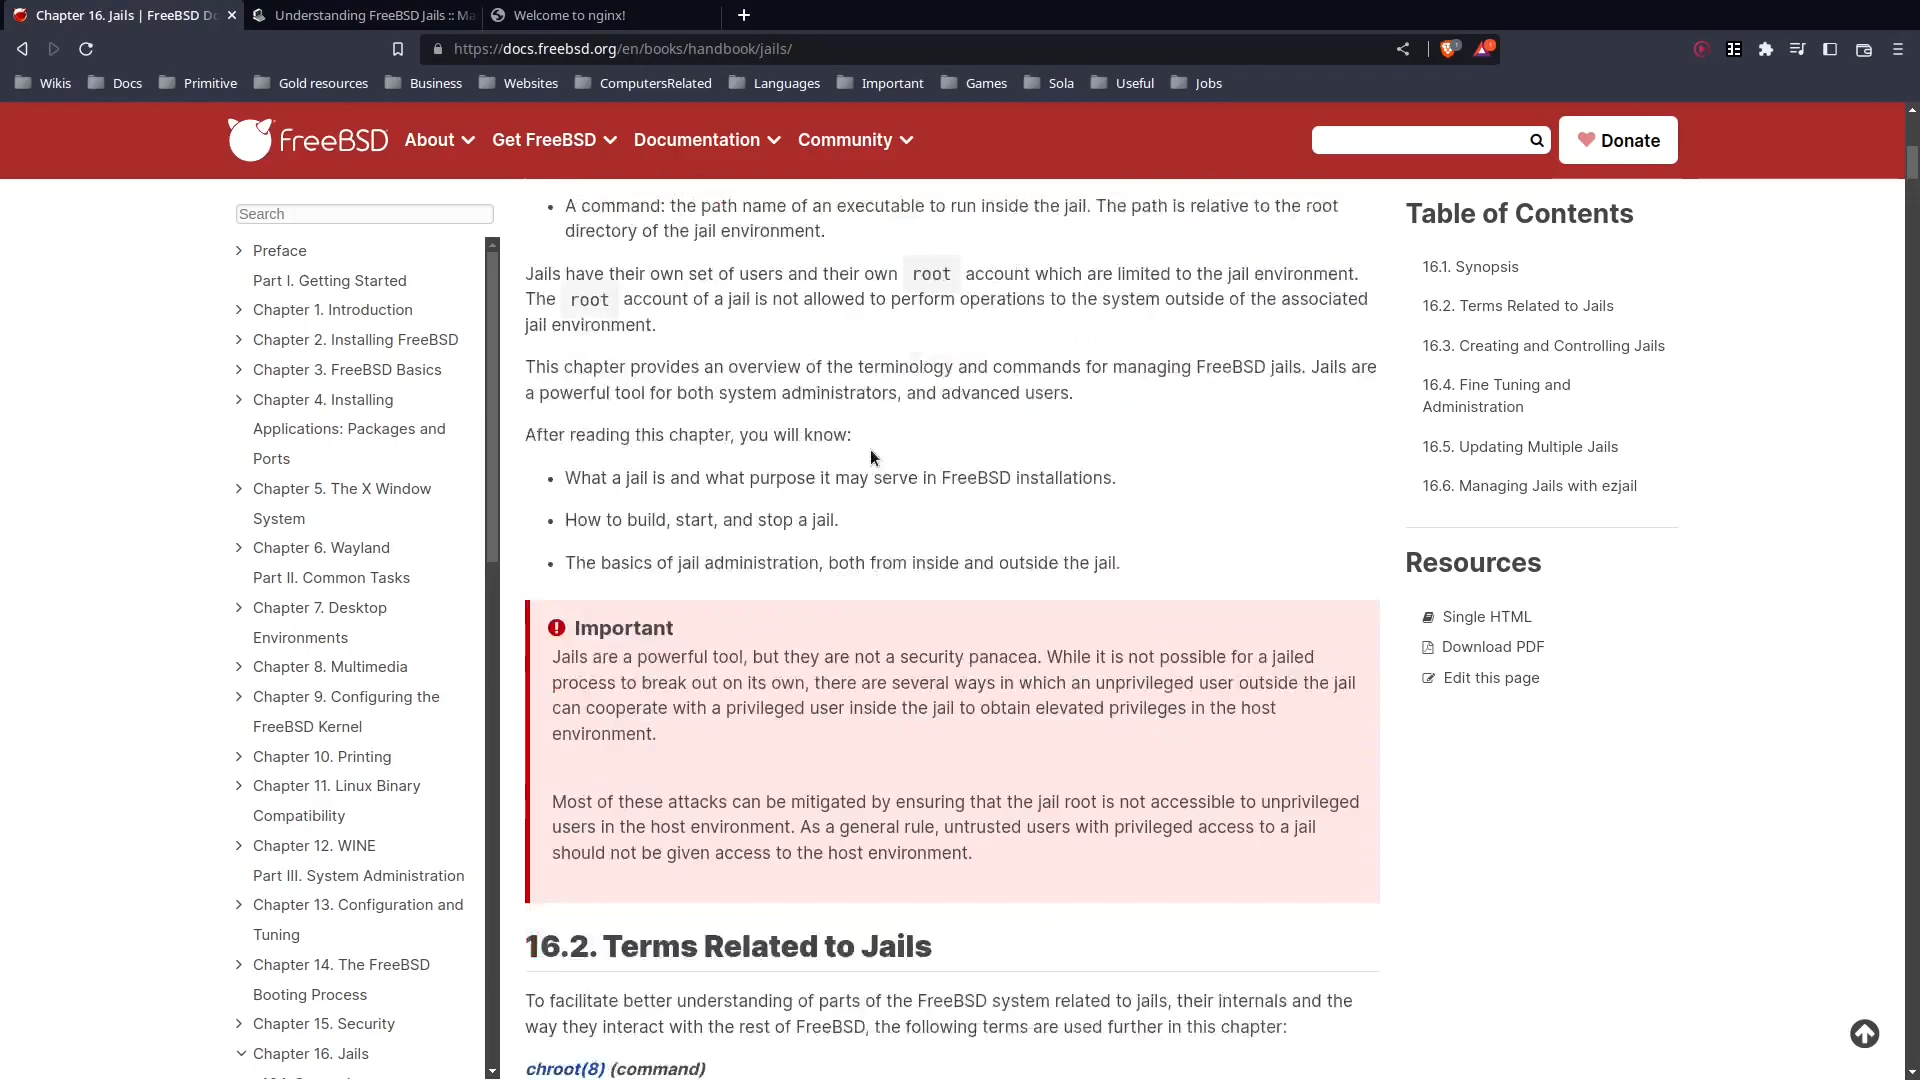 Chapter 16. Jails | FreeBSD Do
Understanding FreeBSD Jails :: Ma
Welcome to nginx!
https://docs.freebsd.org/en/books/handbook/jails/
Wikis
Docs
Primitive
Gold resources
Business
Websites
ComputersRelated
Languages
Important
Games
Sola
Useful
Jobs
FreeBSD
About
Get FreeBSD
Documentation
Community
Donate
Search
Preface
Part I. Getting Started
Chapter 1. Introduction
Chapter 2. Installing FreeBSD
Chapter 3. FreeBSD Basics
Chapter 4. Installing
Applications: Packages and
Ports
Chapter 5. The X Window
System
Chapter 6. Wayland
Part II. Common Tasks
Chapter 7. Desktop
Environments
Chapter 8. Multimedia
Chapter 9. Configuring the
FreeBSD Kernel
Chapter 10. Printing
Chapter 11. Linux Binary
Compatibility
Chapter 12. WINE
Part III. System Administration
Chapter 13. Configuration and
Tuning
Chapter 14. The FreeBSD
Booting Process
Chapter 15. Security
Chapter 16. Jails
• A command: the path name of an executable to run inside the jail. The path is relative to the root
directory of the jail environment.
Jails have their own set of users and their own root account which are limited to the jail environment.
The root account of a jail is not allowed to perform operations to the system outside of the associated
jail environment.
This chapter provides an overview of the terminology and commands for managing FreeBSD jails. Jails are
a powerful tool for both system administrators, and advanced users.
After reading this chapter, you will know:
• What a jail is and what purpose it may serve in FreeBSD installations.
• How to build, start, and stop a jail.
• The basics of jail administration, both from inside and outside the jail.
Important
Jails are a powerful tool, but they are not a security panacea. While it is not possible for a jailed
process to break out on its own, there are several ways in which an unprivileged user outside the jail
can cooperate with a privileged user inside the jail to obtain elevated privileges in the host
environment.
Most of these attacks can be mitigated by ensuring that the jail root is not accessible to unprivileged
users in the host environment. As a general rule, untrusted users with privileged access to a jail
should not be given access to the host environment.
16.2. Terms Related to Jails
To facilitate better understanding of parts of the FreeBSD system related to jails, their internals and the
way they interact with the rest of FreeBSD, the following terms are used further in this chapter:
chroot(8) (command)
Table of Contents
16.1. Synopsis
16.2. Terms Related to Jails
16.3. Creating and Controlling Jails
16.4. Fine Tuning and
Administration
16.5. Updating Multiple Jails
16.6. Managing Jails with ezjail
Resources
Single HTML
Download PDF
Edit this page